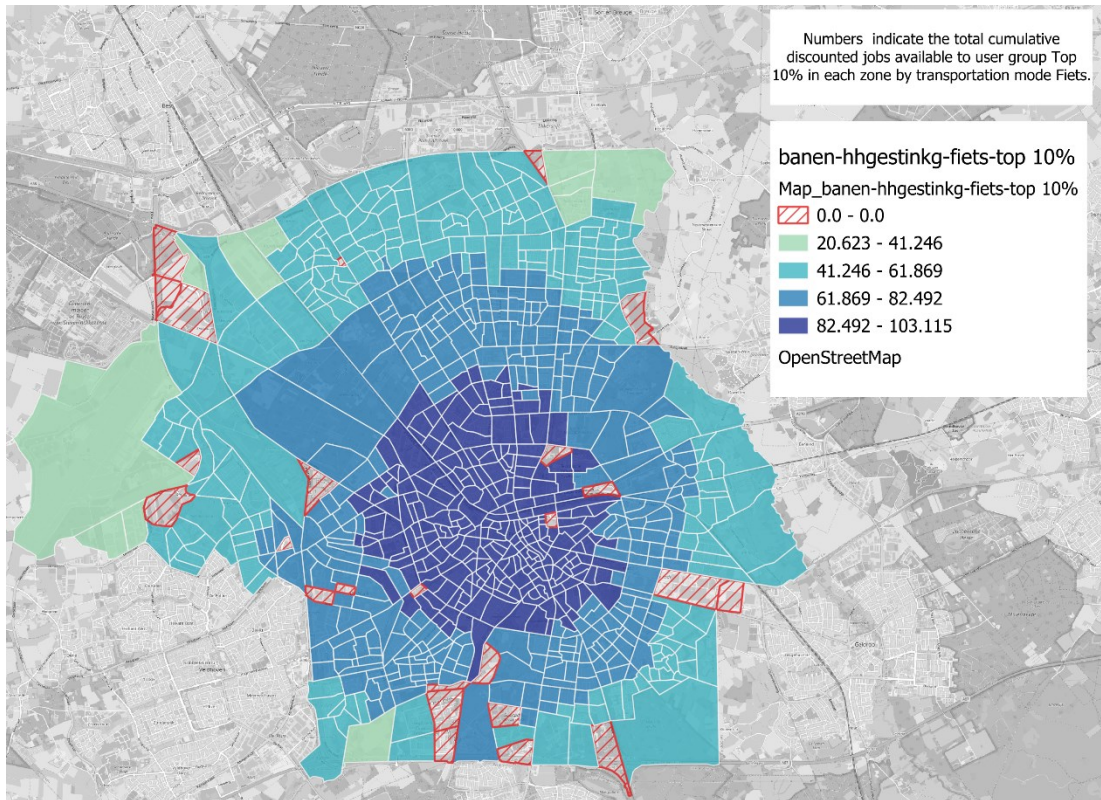 Numbers indicate the total cumulative
discounted jobs available to user group Top
10% in each zone by transportation mode Fiets.
banen-hhgestinkg-fiets-top 10%
Map_banen-hhgestinkg-fiets-top 10%
0.0 - 0.0
20.623 - 41.246
41.246 - 61.869
61.869 - 82.492
82.492 - 103.115
OpenStreetMap
Best